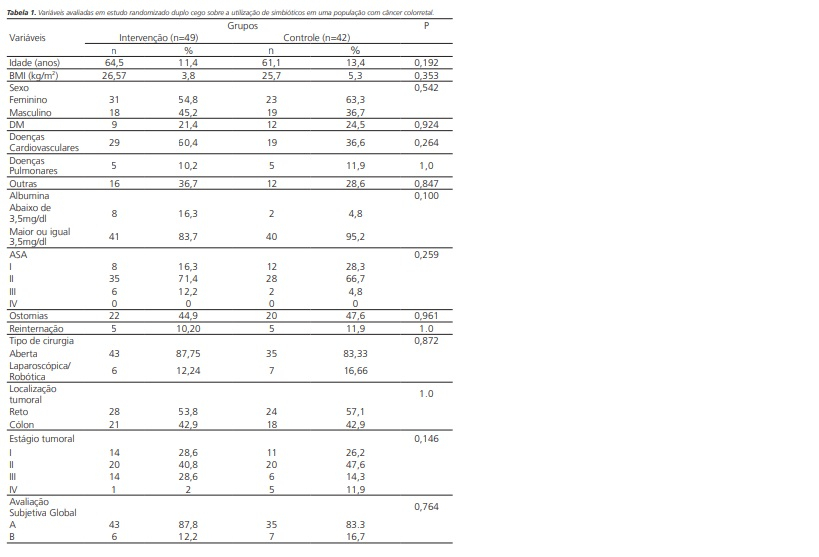 Tabela 1. Variáveis avaliadas em estudo randomizado duplo cego sobre a utilização de simbióticos em uma população com câncer colorretal.
Grupos P
Variáveis Intervenção (n=49) Controle (n=42)
n % n %
Idade (anos) 64,5 11,4 61,1 13,4 0,192
BMI (kg/m²) 26,57 3,8 25,7 5,3 0,353
Sexo 0,542
Feminino 31 54,8 23 63,3
Masculino 18 45,2 19 36,7
DM 9 21,4 12 24,5 0,924
Doenças
Cardiovasculares 29 60,4 19 36,6 0,264
Doenças
Pulmonares 5 10,2 5 11,9 1,0
Outras 16 36,7 12 28,6 0,847
Albumina 0,100
Abaixo de
3,5mg/dl 8 16,3 2 4,8
Maior ou igual
3,5mg/dl 41 83,7 40 95,2
ASA 0,259
I 8 16,3 12 28,3
II 35 71,4 28 66,7
III 6 12,2 2 4,8
IV 0 0 0 0
Ostomias 22 44,9 20 47,6 0,961
Reinternação 5 10,20 5 11,9 1.0
Tipo de cirurgia 0,872
Aberta 43 87,75 35 83,33
Laparoscópica/
Robótica 6 12,24 7 16,66
Localização
tumoral 1.0
Reto 28 53,8 24 57,1
Cólon 21 42,9 18 42,9
Estágio tumoral 0,146
I 14 28,6 11 26,2
II 20 40,8 20 47,6
III 14 28,6 6 14,3
IV 1 2 5 11,9
Avaliação
Subjetiva Global 0,764
A 43 87,8 35 83.3
B 6 12,2 7 16,7